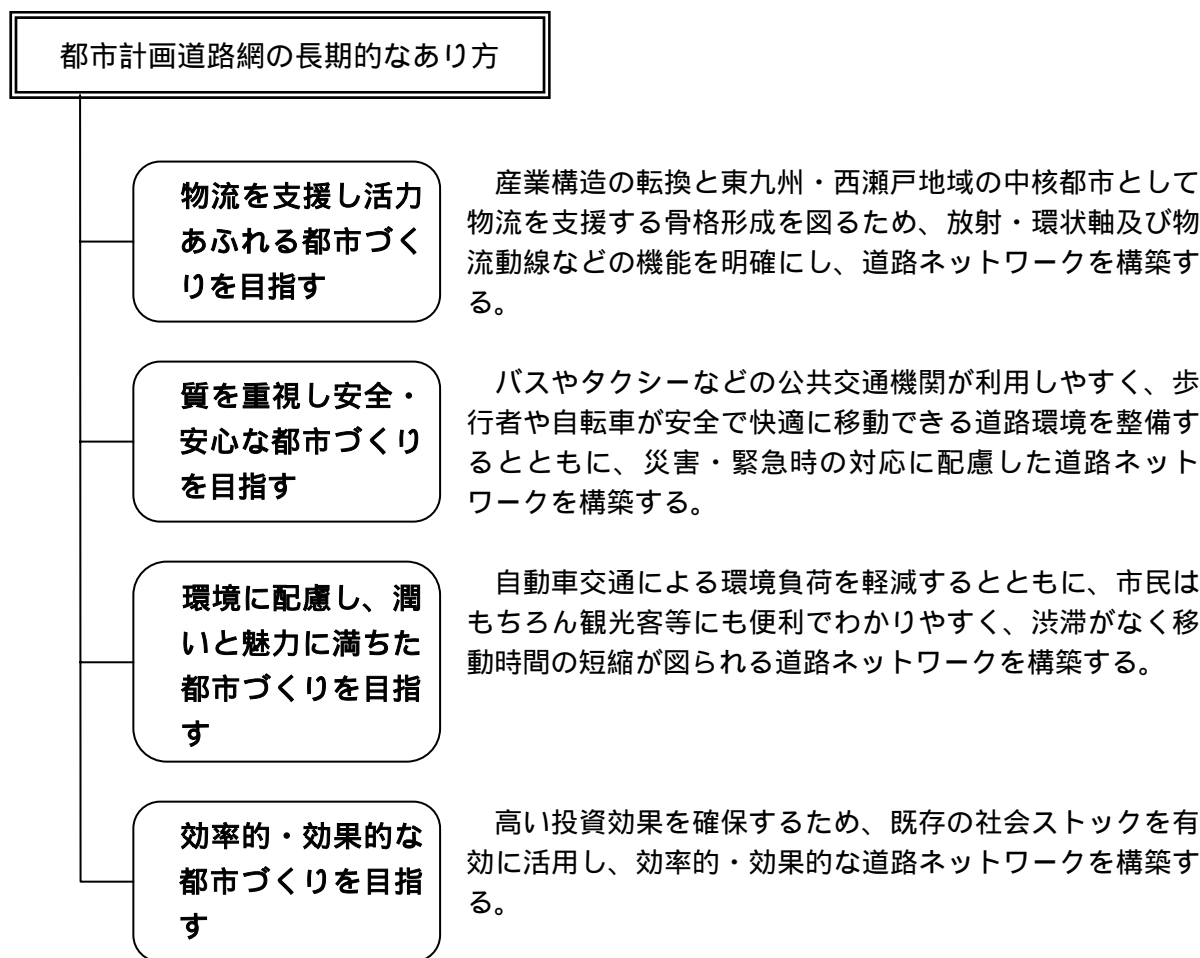 都市計画道路網の長期的なあり方
物流を支援し活力
あふれる都市づく
りを目指す
産業構造の転換と東九州・西瀬戸地域の中核都市として
物流を支援する骨格形成を図るため、放射・環状軸及び物
流動線などの機能を明確にし、道路ネットワークを構築す
る。
質を重視し安全・
安心な都市づくり
を目指す
バスやタクシーなどの公共交通機関が利用しやすく、歩
行者や自転車が安全で快適に移動できる道路環境を整備す
るとともに、災害・緊急時の対応に配慮した道路ネット
ワークを構築する。
環境に配慮し、潤
いと魅力に満ちた
都市づくりを目指
す
自動車交通による環境負荷を軽減するとともに、市民は
もちろん観光客等にも便利でわかりやすく、渋滞がなく移
動時間の短縮が図られる道路ネットワークを構築する。
効率的・効果的な
都市づくりを目指
す
高い投資効果を確保するため、既存の社会ストックを有
効に活用し、効率的・効果的な道路ネットワークを構築す
る。